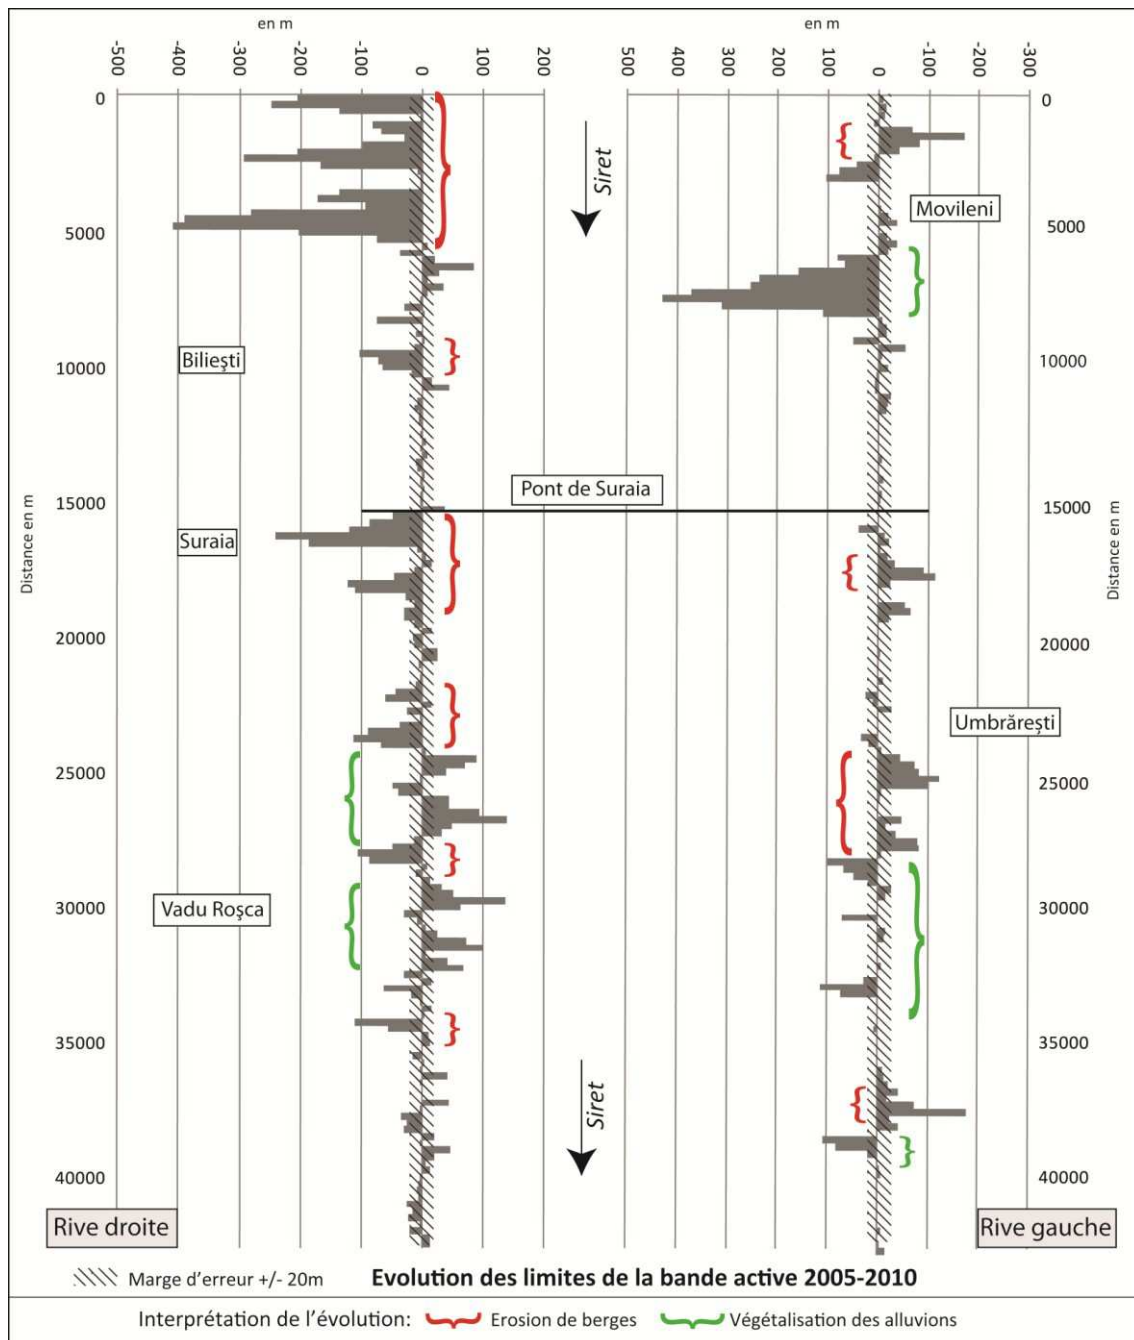 en m
en m
-500
-400
-300
-200
-100
0
100
200
500
400
300
200
100
0
-100
-200
-300
0
5000
10000
15000
20000
25000
30000
35000
40000
Distance en m
Bilieşti
Suraia
Vadu Roşca
Siret
Pont de Suraia
Siret
Movileni
Umbrărești
0
5000
10000
15000
20000
25000
30000
35000
40000
Distance en m
Rive droite
Rive gauche
Marge d'erreur +/- 20m
Evolution des limites de la bande active 2005-2010
Interprétation de l'évolution:
Erosion de berges
Végétalisation des alluvions